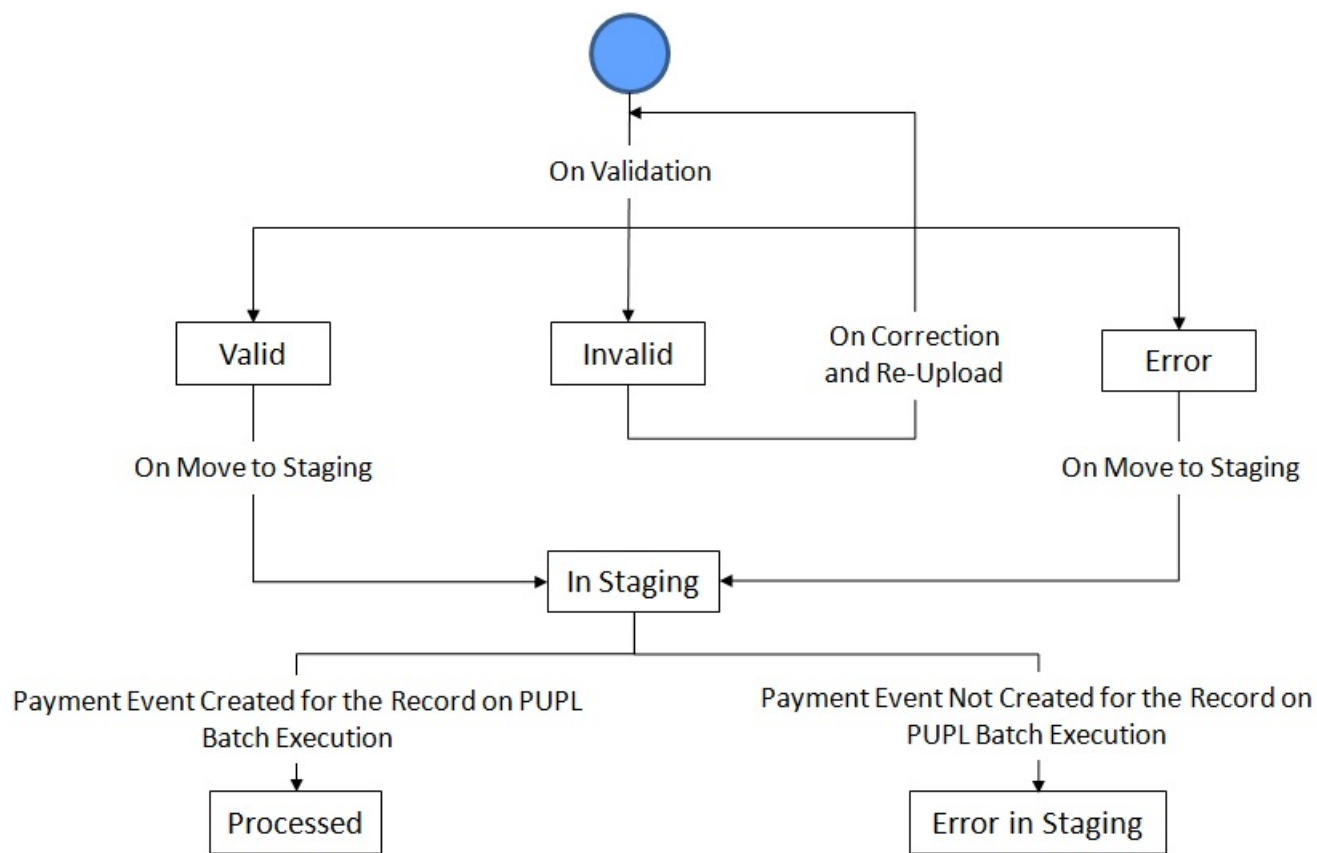 On Validation
Valid
Invalid
On Correction
and Re-Upload
Error
On Move to Staging
On Move to Staging
In Staging
Payment Event Created for the Record on PUPL
Batch Execution
Payment Event Not Created for the Record on
PUPL Batch Execution
Processed
Error in Staging